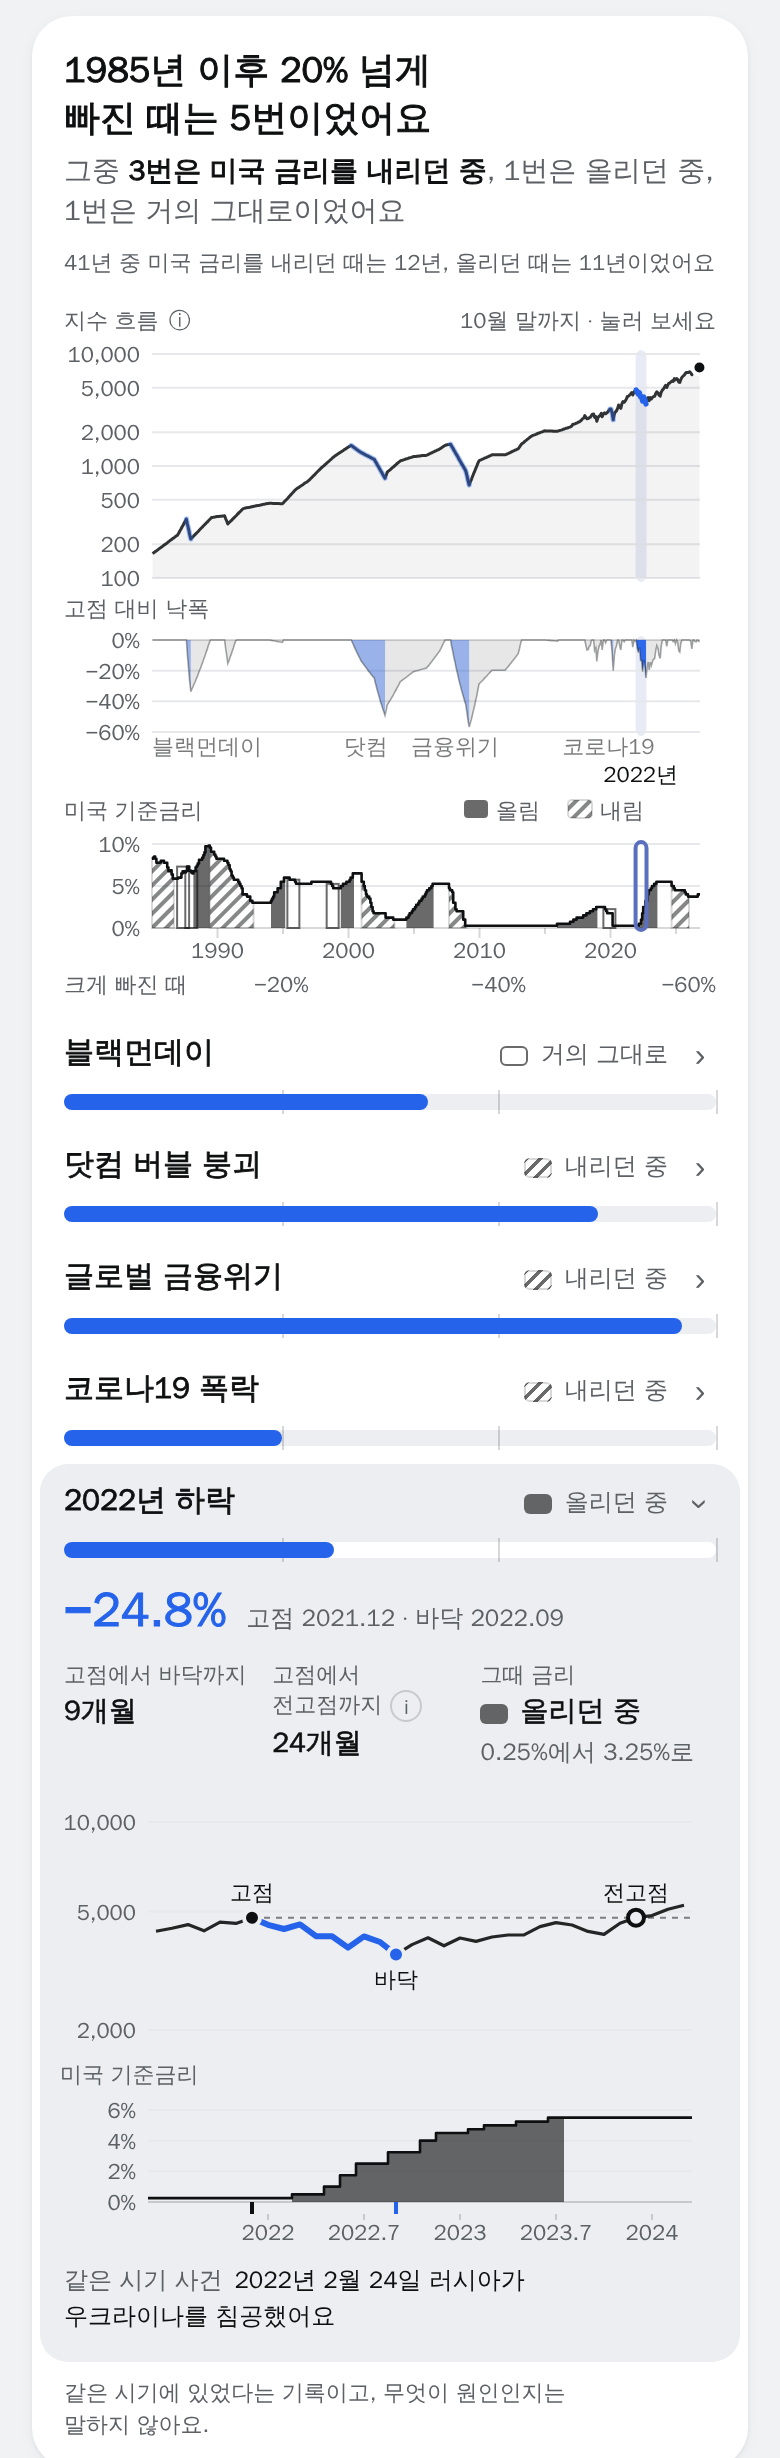 1985년 이후 20% 넘게
빠진 때는 5번이었어요
그중 3번은 미국 금리를 내리던 중, 1번은 올리던 중,
1번은 거의 그대로이었어요
41년 중 미국 금리를 내리던 때는 12년, 올리던 때는 11년이었어요
지수 흐름 ⓘ 10월 말까지 · 눌러 보세요
10,000
5,000
2,000
1,000
500
200
100
고점 대비 낙폭
0%
−20%
−40%
−60%
블랙먼데이 닷컴 금융위기 코로나19
2022년
미국 기준금리 올림 내림
10%
5%
0%
1990 2000 2010 2020
크게 빠진 때 −20% −40% −60%
블랙먼데이 거의 그대로 ›
닷컴 버블 붕괴 내리던 중 ›
글로벌 금융위기 내리던 중 ›
코로나19 폭락 내리던 중 ›
2022년 하락 올리던 중
−24.8% 고점 2021.12 · 바닥 2022.09
고점에서 바닥까지 고점에서 그때 금리
전고점까지 ⓘ
9개월 올리던 중
24개월
0.25%에서 3.25%로
10,000
고점 전고점
5,000
바닥
2,000
미국 기준금리
6%
4%
2%
0%
2022 2022.7 2023 2023.7 2024
같은 시기 사건 2022년 2월 24일 러시아가
우크라이나를 침공했어요
같은 시기에 있었다는 기록이고, 무엇이 원인인지는
말하지 않아요.